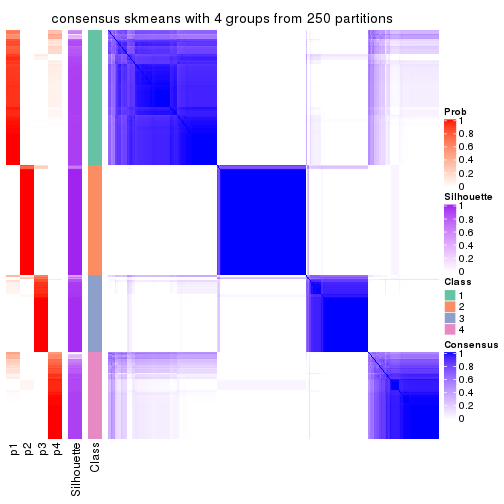 consensus skmeans with 4 groups from 250 partitions
Prob
1
0.8
0.6
0.4
0.2
0
Silhouette
1
0.8
0.6
0.4
0.2
0
Class
1
2
3
4
Consensus
1
0.8
0.6
0.4
0.2
0
p1
p2
p3
p4
Silhouette
Class